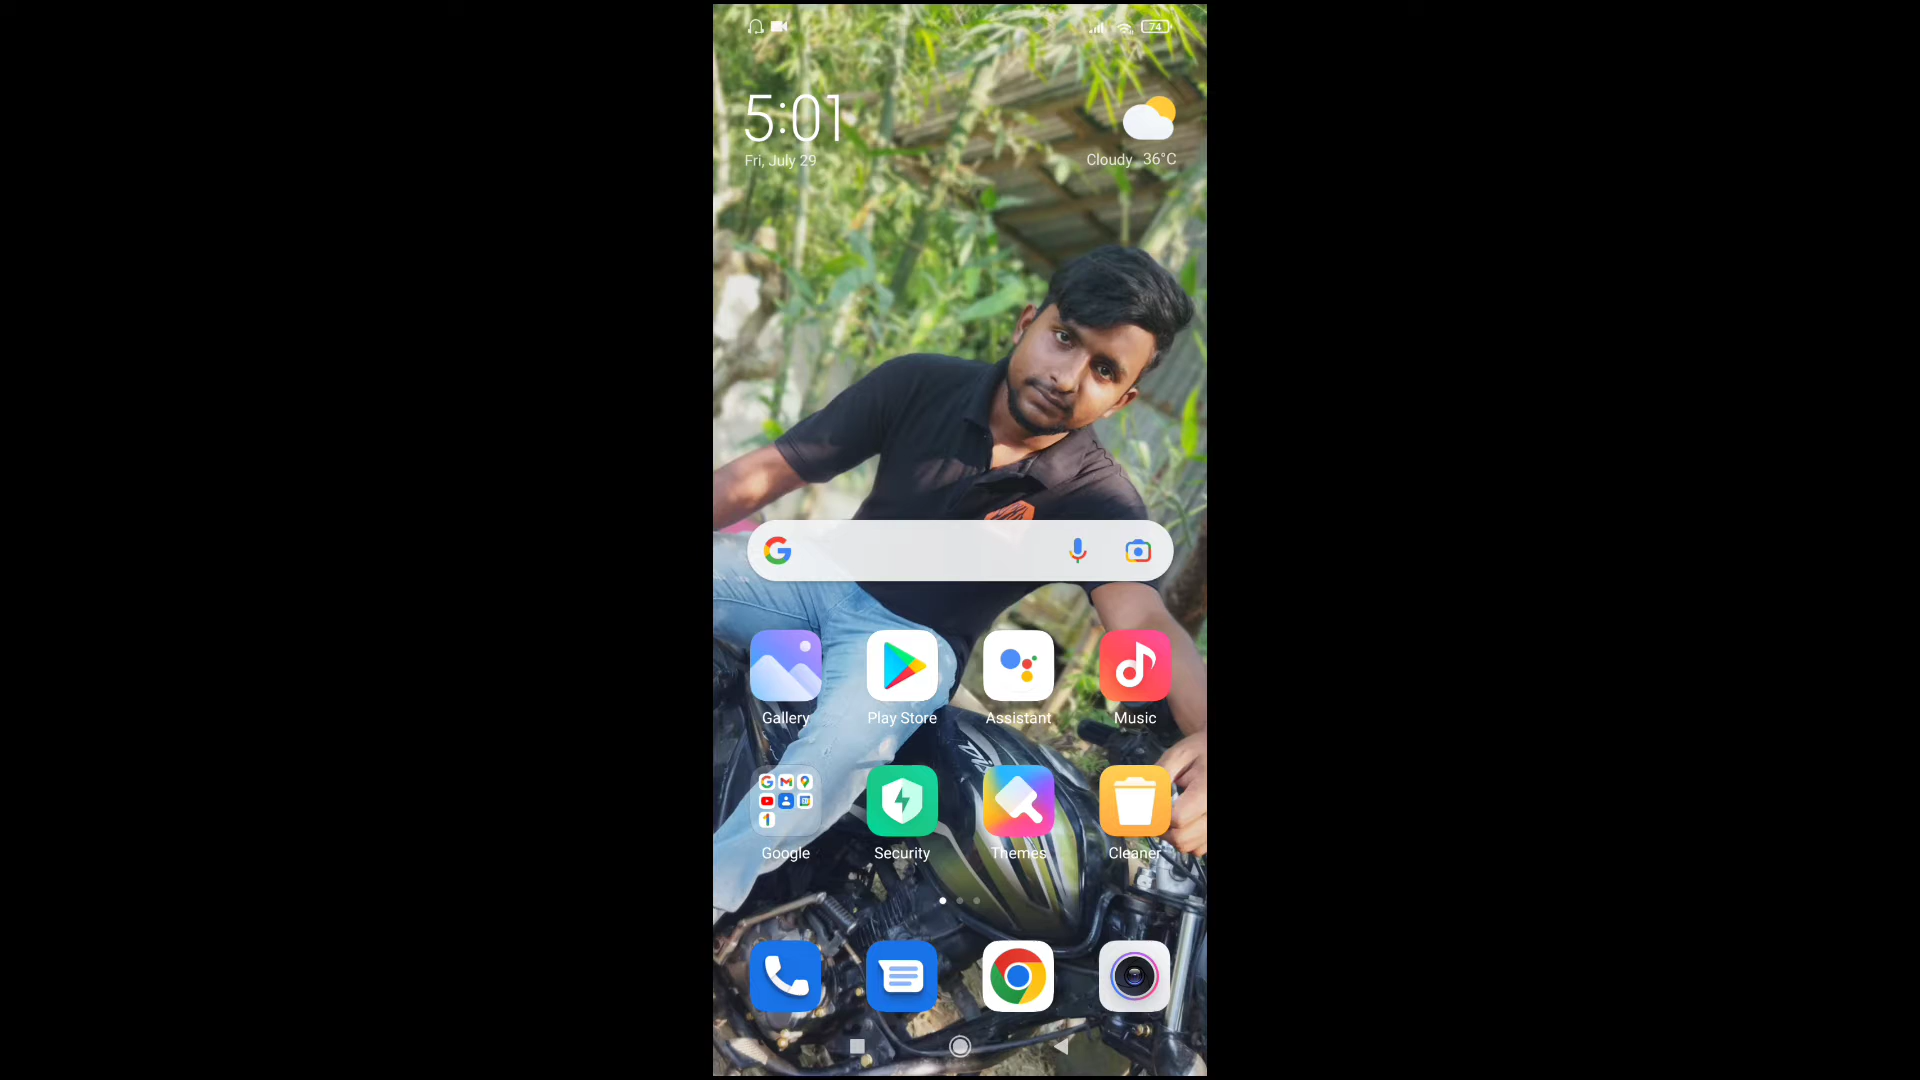 74
5:01
Fri, July 29
Cloudy 36°C
Gallery
Play Store
Assistant
Music
Google
Security
Themes
Cleaner